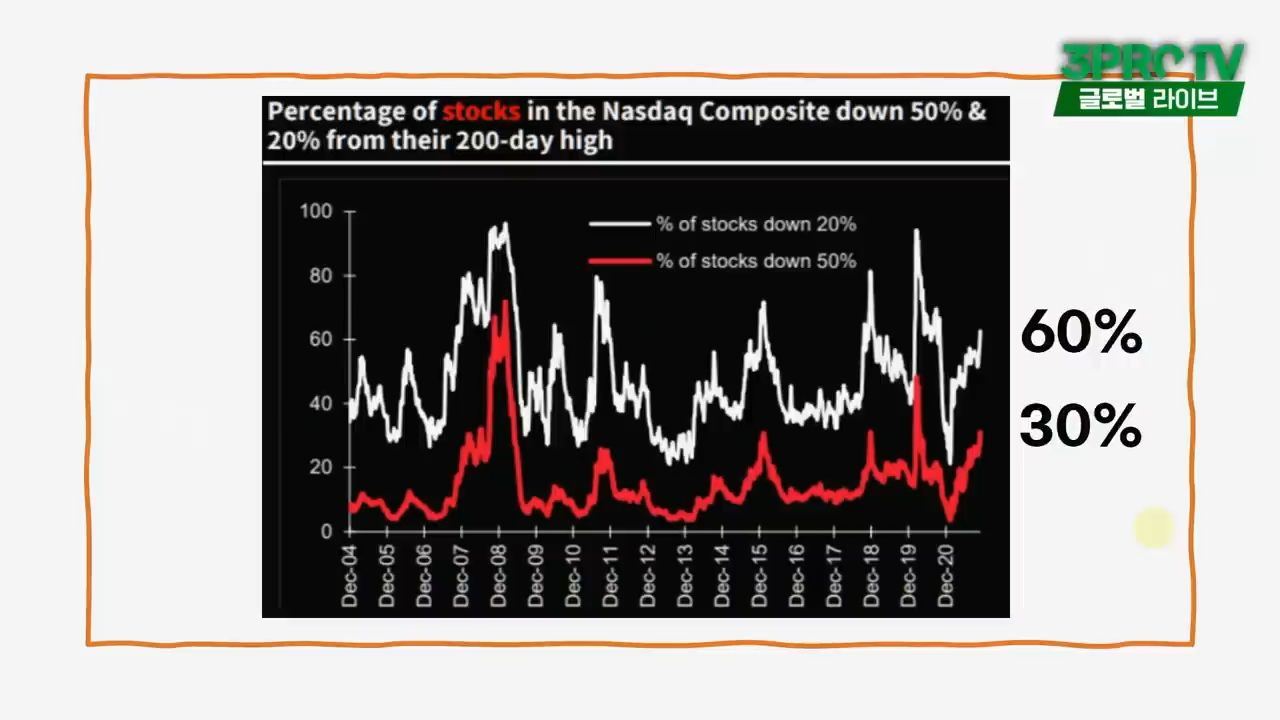 3PRO TV
글로벌 라이브
Percentage of stocks in the Nasdaq Composite down 50% &
20% from their 200-day high
100
80
60
40
20
0
% of stocks down 20%
% of stocks down 50%
Dec-04
Dec-05
Dec-06
Dec-07
Dec-08
Dec-09
Dec-10
Dec-11
Dec-12
Dec-13
Dec-14
Dec-15
Dec-16
Dec-17
Dec-18
Dec-19
Dec-20
60%
30%